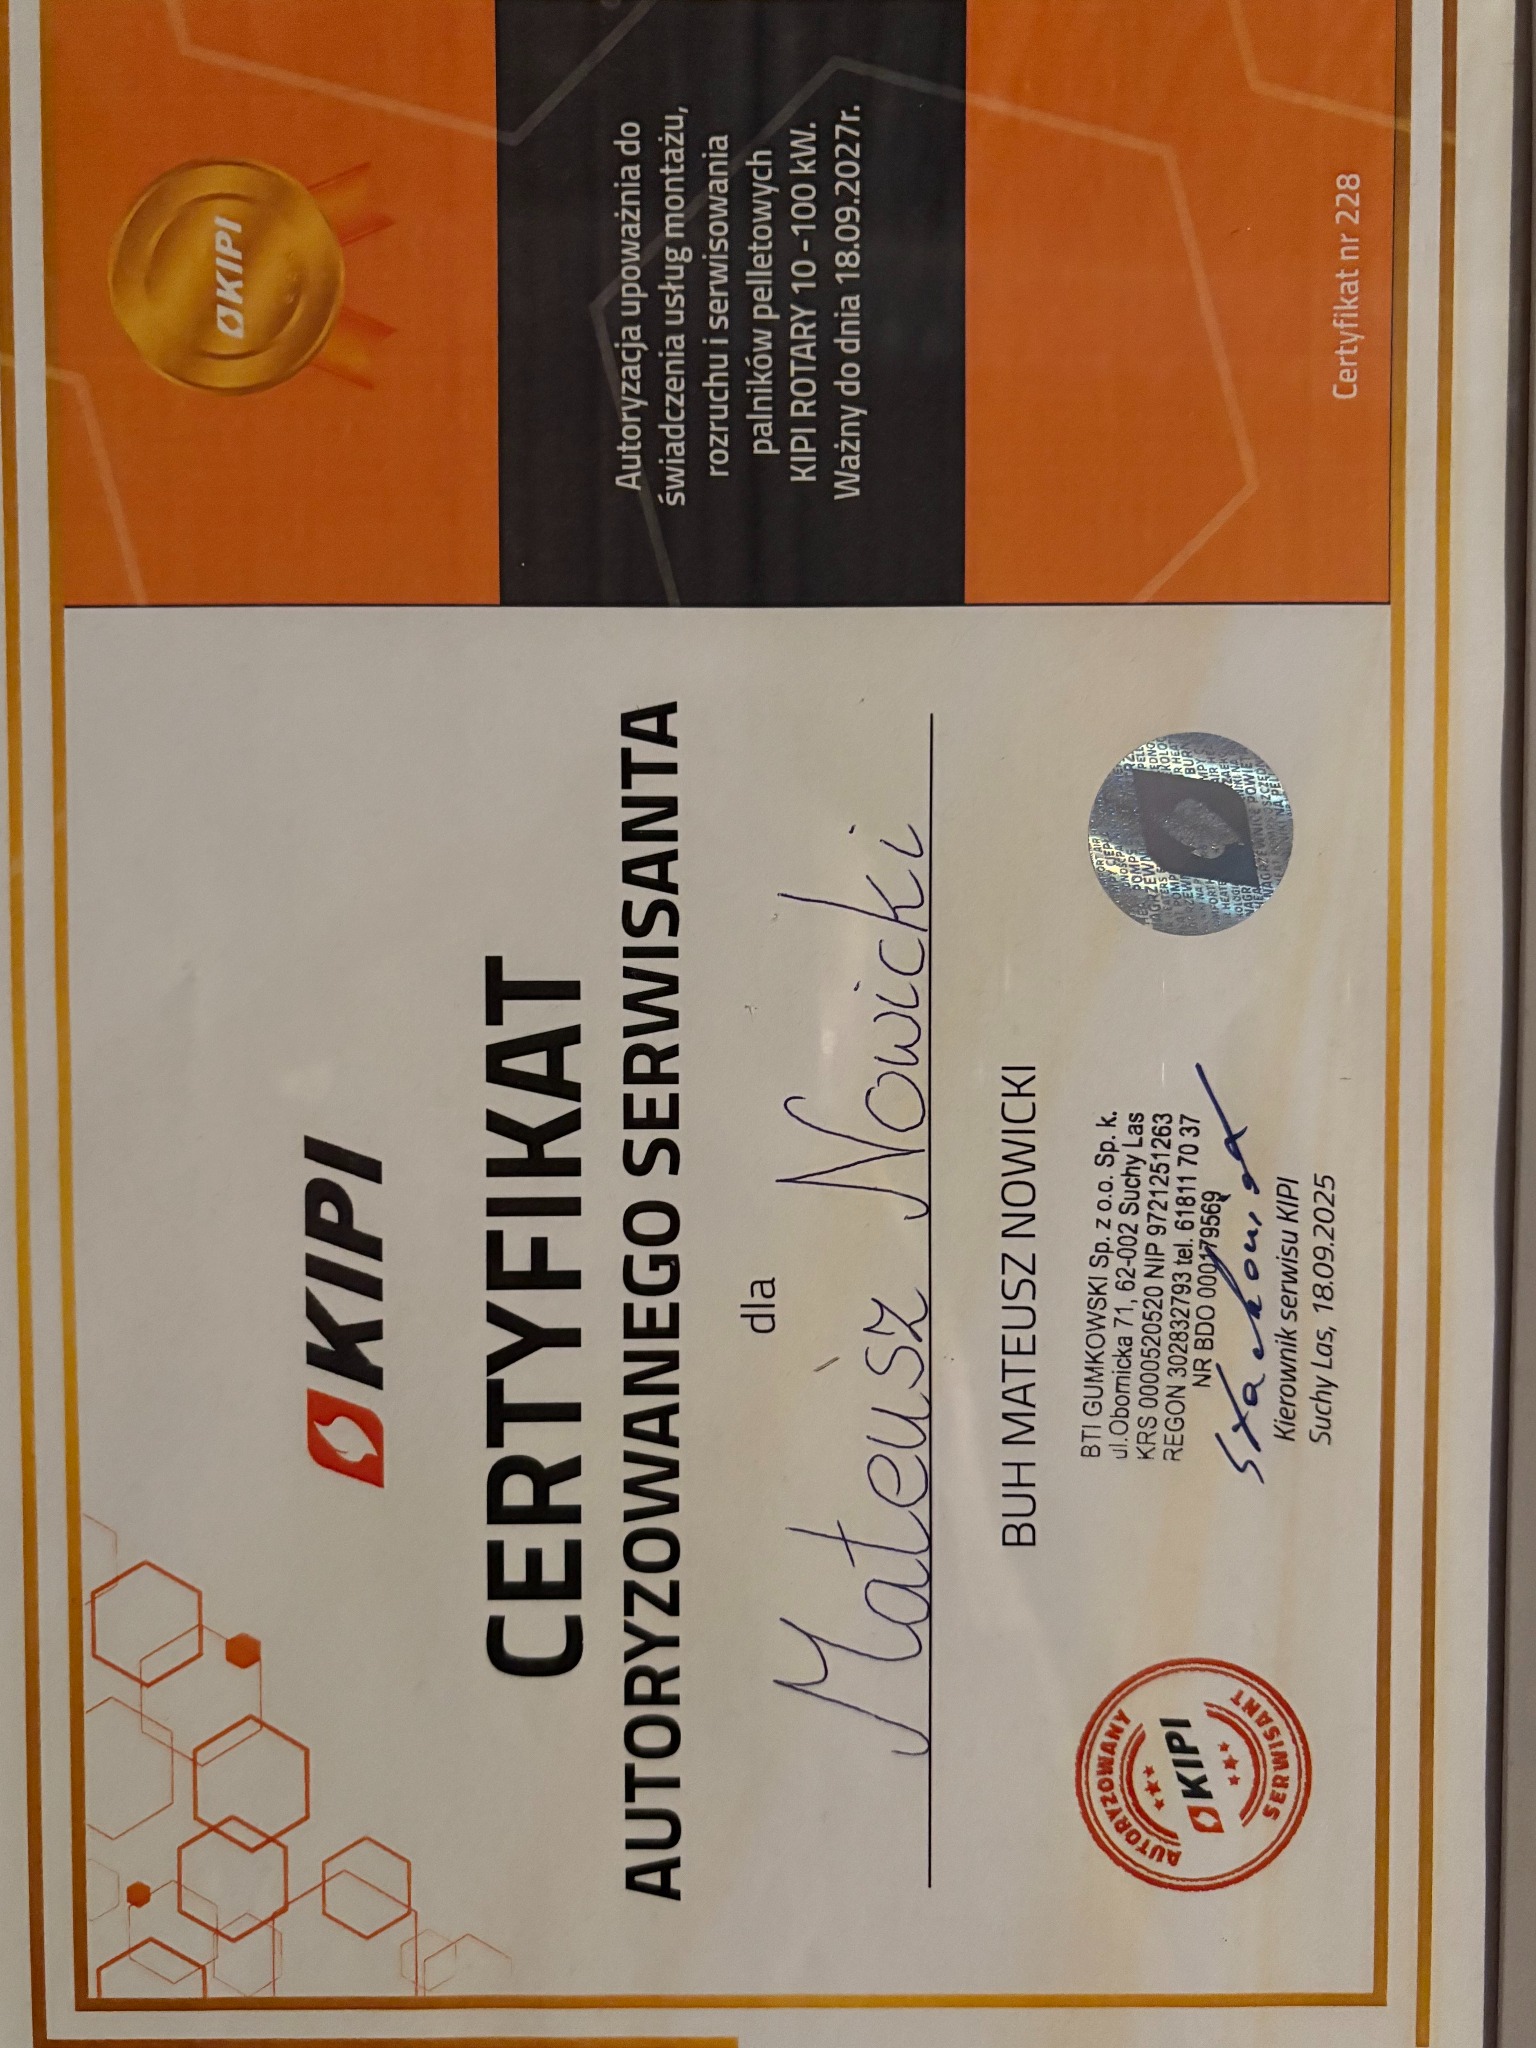 KIPI
CERTYFIKAT
AUTORYZOWANEGO SERWISANTA
dla
Mateusz Nowicki
BUH MATEUSZ NOWICKI
AUTORYZOWANY
KIPI
SERWISANT
BTI GUMKOWSKI Sp. z o.o. Sp. k.
ul.Obornicka 71, 62-002 Suchy Las
KRS 0000520520 NIP 9721251263
REGON 302832793 tel. 61811 70 37
NR BDO 000179569
Kierownik serwisu KIPI
Suchy Las, 18.09.2025
KIPI
Autoryzacja upoważnia do
świadczenia usług montażu,
rozruchu i serwisowania
palników pelletowych
KIPI ROTARY 10 -100 kW.
Ważny do dnia 18.09.2027r.
Certyfikat nr 228